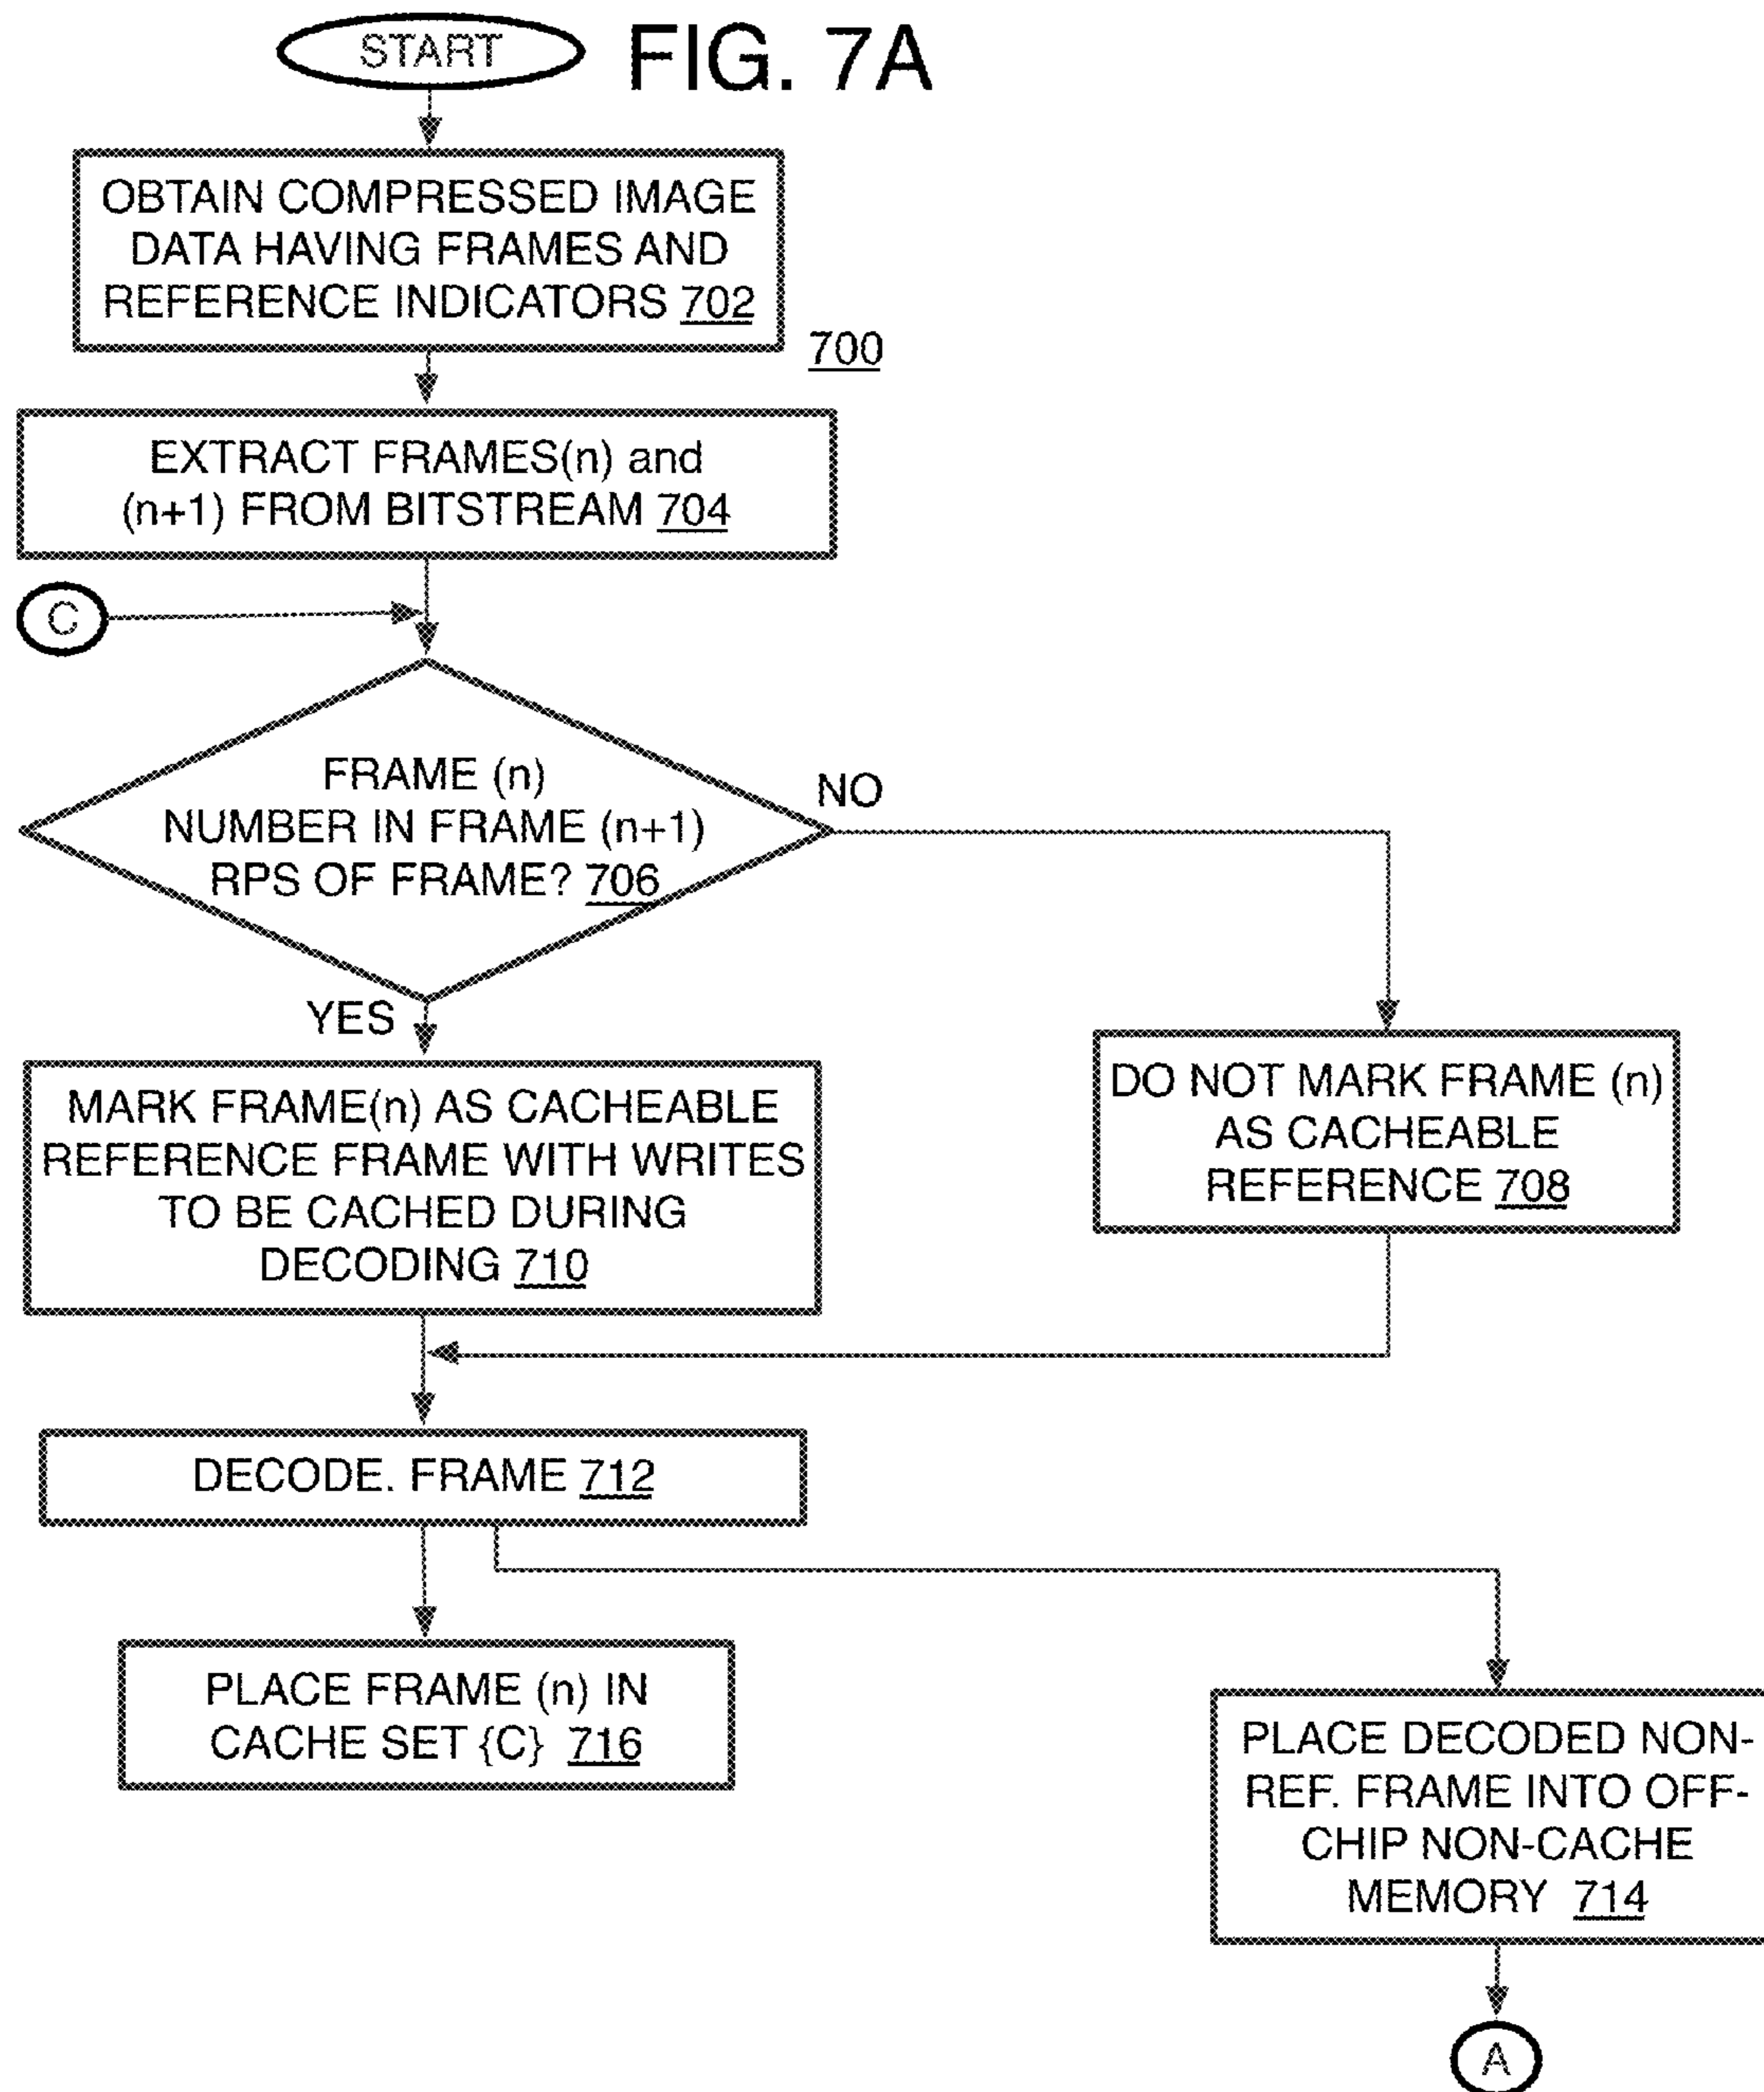 START
FIG. 7A
OBTAIN COMPRESSED IMAGE
DATA HAVING FRAMES AND
REFERENCE INDICATORS 702
700
EXTRACT FRAMES(n) and
(n+1) FROM BITSTREAM 704
C
FRAME (n)
NUMBER IN FRAME (n+1)
RPS OF FRAME? 706
NO
YES
MARK FRAME(n) AS CACHEABLE
REFERENCE FRAME WITH WRITES
TO BE CACHED DURING
DECODING 710
DO NOT MARK FRAME (n)
AS CACHEABLE
REFERENCE 708
DECODE. FRAME 712
PLACE FRAME (n) IN
CACHE SET {C} 716
PLACE DECODED NON-
REF. FRAME INTO OFF-
CHIP NON-CACHE
MEMORY 714
A